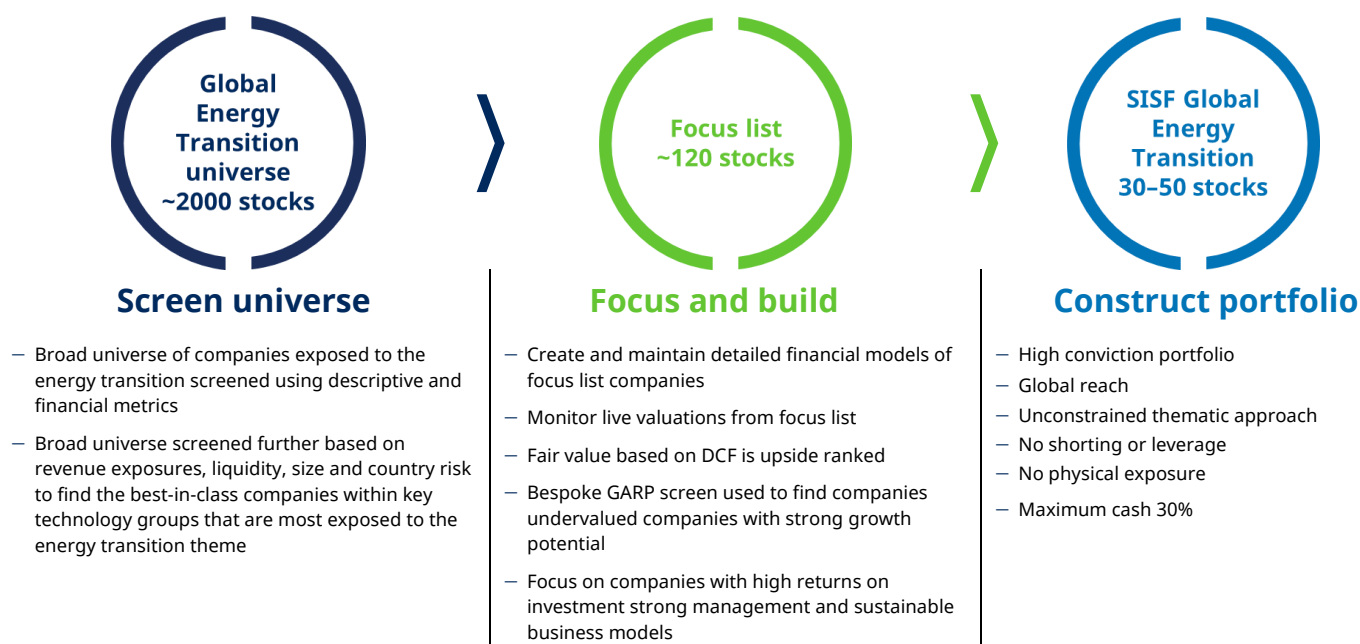 Global
Energy
Transition
universe
~2000 stocks
Focus list
~120 stocks
SISF Global
Energy
Transition
30–50 stocks
Screen universe
— Broad universe of companies exposed to the
energy transition screened using descriptive and
financial metrics
— Broad universe screened further based on
revenue exposures, liquidity, size and country risk
to find the best-in-class companies within key
technology groups that are most exposed to the
energy transition theme
Focus and build
— Create and maintain detailed financial models of
focus list companies
— Monitor live valuations from focus list
— Fair value based on DCF is upside ranked
— Bespoke GARP screen used to find companies
undervalued companies with strong growth
potential
— Focus on companies with high returns on
investment strong management and sustainable
business models
Construct portfolio
— High conviction portfolio
— Global reach
— Unconstrained thematic approach
— No shorting or leverage
— No physical exposure
— Maximum cash 30%